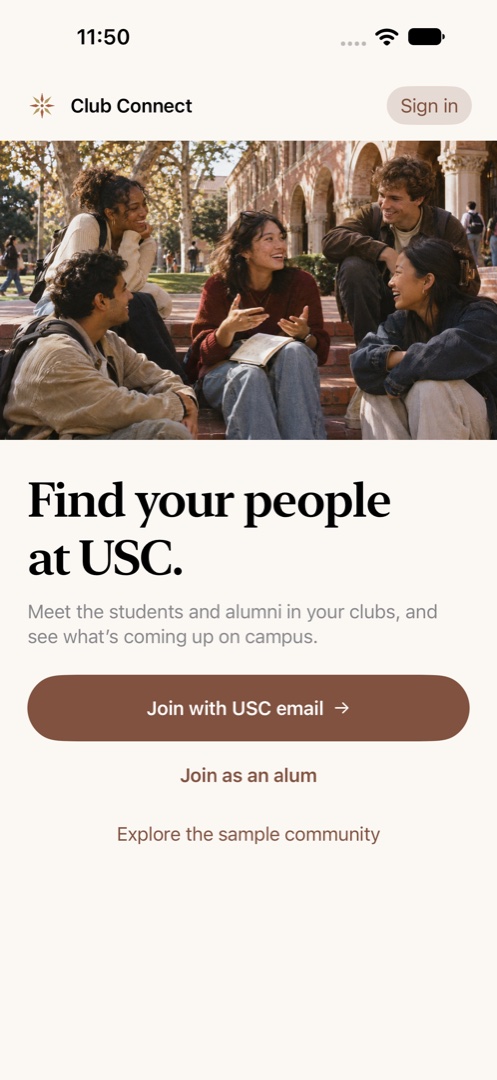 11:50
Club Connect
Sign in
Find your people
at USC.
Meet the students and alumni in your clubs, and
see what’s coming up on campus.
Join with USC email →
Join as an alum
Explore the sample community